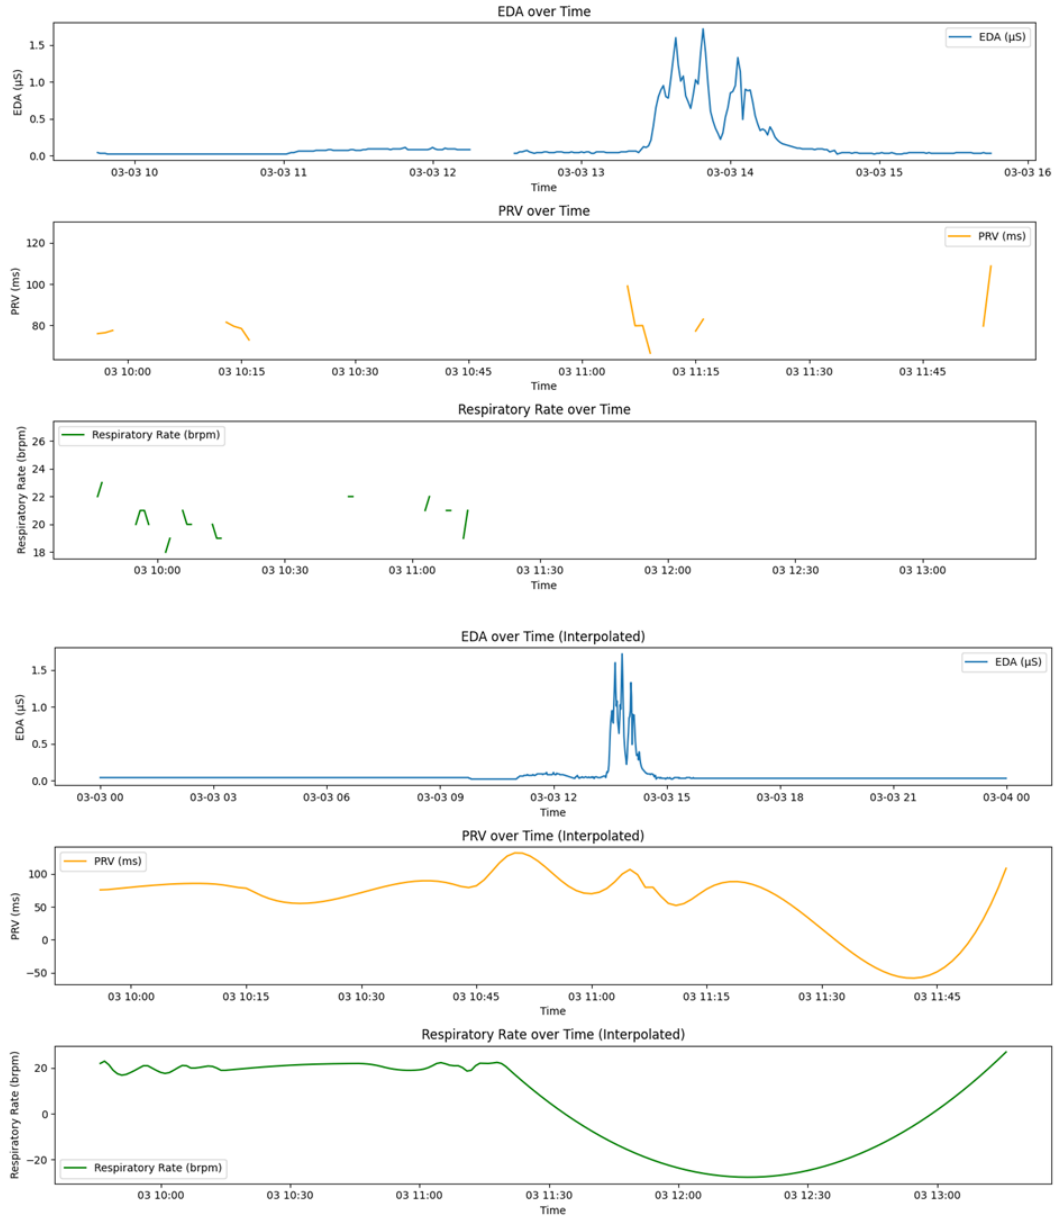 EDA over Time
EDA (µS)
1.5
1.0
0.5
0.0
EDA (µS)
03-03 10 03-03 11 03-03 12 03-03 13 03-03 14 03-03 15 03-03 16
Time
PRV over Time
PRV (ms)
120
100
80
PRV (ms)
03 10:00 03 10:15 03 10:30 03 10:45 03 11:00 03 11:15 03 11:30 03 11:45
Time
Respiratory Rate over Time
Respiratory Rate (brpm)
26
24
22
20
18
Respiratory Rate (brpm)
03 10:00 03 10:30 03 11:00 03 11:30 03 12:00 03 12:30 03 13:00
Time
EDA over Time (Interpolated)
EDA (µS)
1.5
1.0
0.5
0.0
EDA (µS)
03-03 00 03-03 03 03-03 06 03-03 09 03-03 12 03-03 15 03-03 18 03-03 21 03-04 00
Time
PRV over Time (Interpolated)
PRV (ms)
100
50
0
−50
PRV (ms)
03 10:00 03 10:15 03 10:30 03 10:45 03 11:00 03 11:15 03 11:30 03 11:45
Time
Respiratory Rate over Time (Interpolated)
Respiratory Rate (brpm)
20
0
−20
Respiratory Rate (brpm)
03 10:00 03 10:30 03 11:00 03 11:30 03 12:00 03 12:30 03 13:00
Time